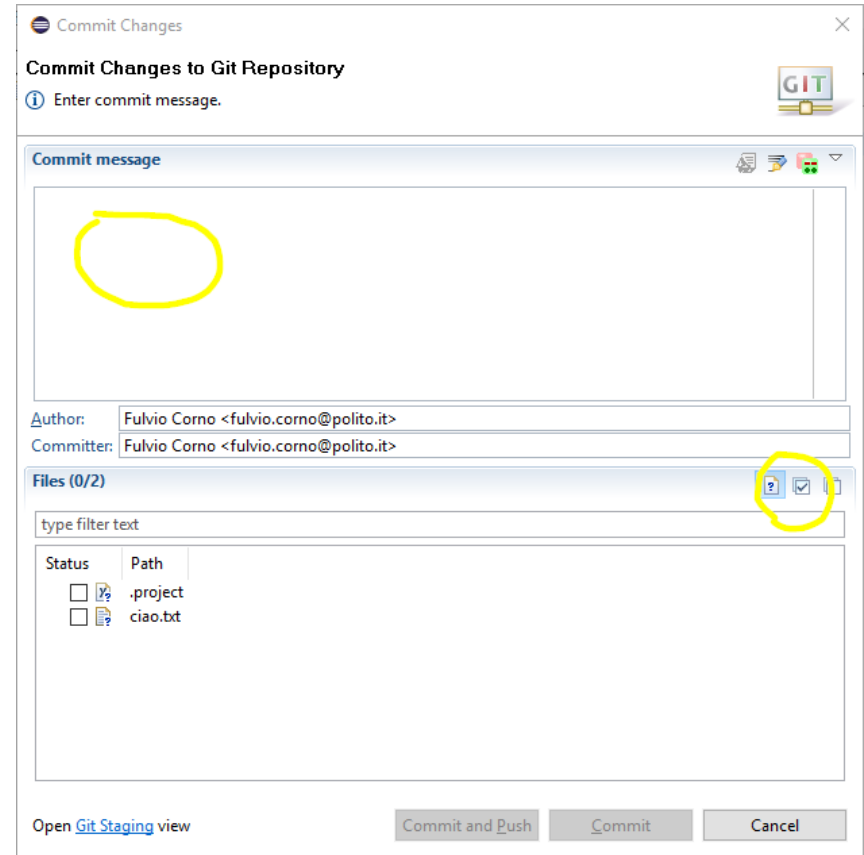 Commit Changes
Commit Changes to Git Repository
Enter commit message.
GIT
Commit message
Author: Fulvio Corno <fulvio.corno@polito.it>
Committer: Fulvio Corno <fulvio.corno@polito.it>
Files (0/2)
type filter text
Status Path
.project
ciao.txt
Open Git Staging view Commit and Push Commit Cancel